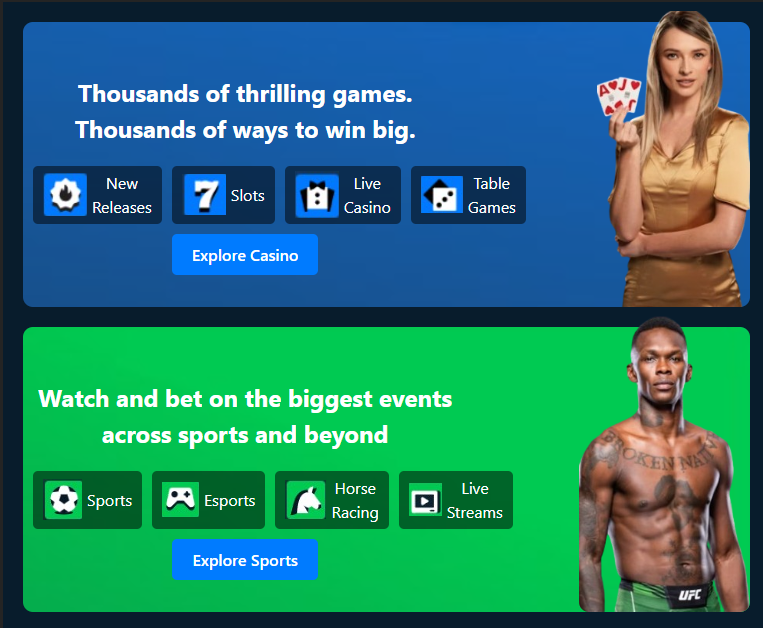 Thousands of thrilling games.
Thousands of ways to win big.
A J
New
Releases
7
Slots
Live
Casino
Table
Games
Explore Casino
Watch and bet on the biggest events
across sports and beyond
BROKEN NATIVE
Sports
Esports
Horse
Racing
Live
Streams
Explore Sports
UFC